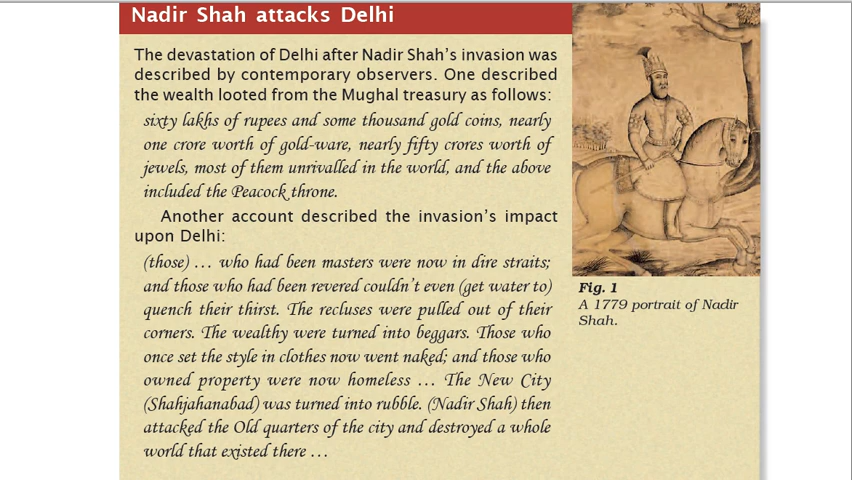 Nadir Shah attacks Delhi
The devastation of Delhi after Nadir Shah's invasion was
described by contemporary observers. One described
the wealth looted from the Mughal treasury as follows:
sixty lakhs of rupees and some thousand gold coins, nearly
one crore worth of gold-ware, nearly fifty crores worth of
jewels, most of them unrivalled in the world, and the above
included the Peacock throne.
Another account described the invasion's impact
upon Delhi:
(those) … who had been masters were now in dire straits;
and those who had been revered couldn't even (get water to)
quench their thirst. The recluses were pulled out of their
corners. The wealthy were turned into beggars. Those who
once set the style in clothes now went naked; and those who
owned property were now homeless … The New City
(Shahjahanabad) was turned into rubble. (Nadir Shah) then
attacked the Old quarters of the city and destroyed a whole
world that existed there …
Fig. 1
A 1779 portrait of Nadir
Shah.